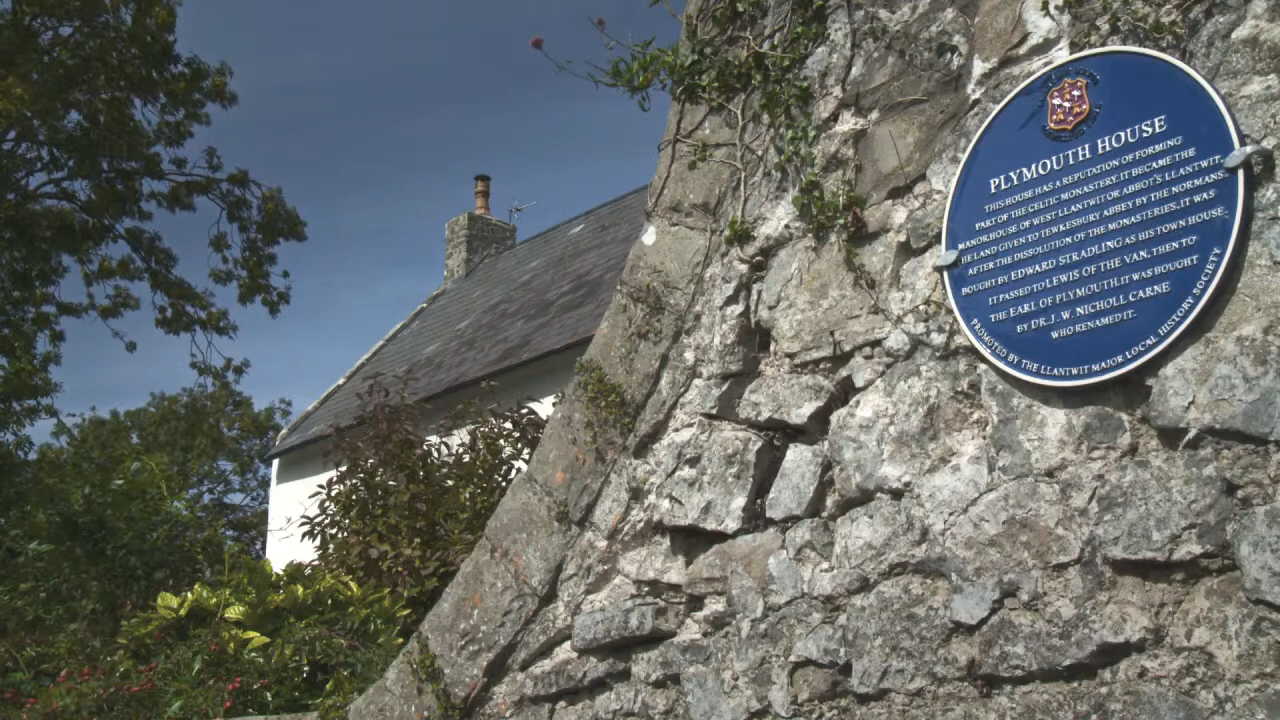 PLYMOUTH HOUSE
THIS HOUSE HAS A REPUTATION OF FORMING
PART OF THE CELTIC MONASTERY. IT BECAME THE
MANOR HOUSE OF WEST LLANTWIT OR ABBOT'S LLANTWIT,
HE LAND GIVEN TO TEWKESBURY ABBEY BY THE NORMANS.
AFTER THE DISSOLUTION OF THE MONASTERIES, IT WAS
BOUGHT BY EDWARD STRADLING AS HIS TOWN HOUSE.
IT PASSED TO LEWIS OF THE VAN, THEN TO
THE EARL OF PLYMOUTH. IT WAS BOUGHT
BY DR. J. W. NICHOLL CARNE
WHO RENAMED IT.
PROMOTED BY THE LLANTWIT MAJOR LOCAL HISTORY SOCIETY